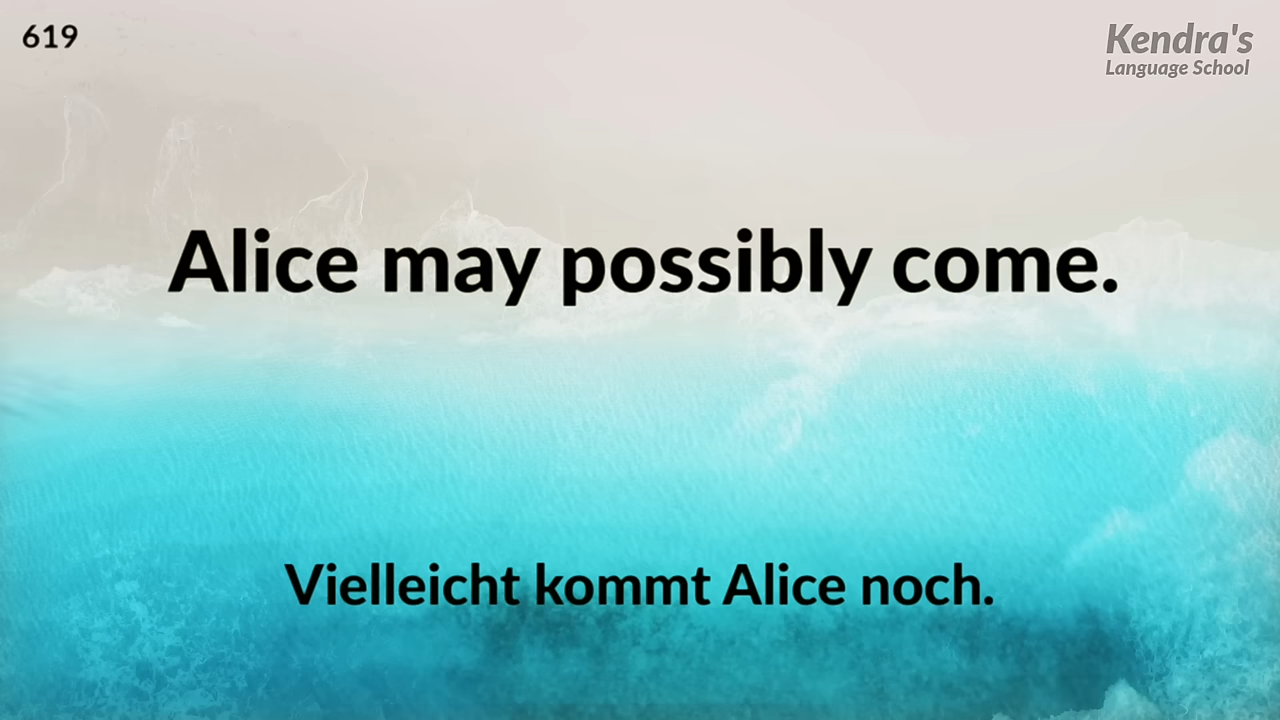 619
Kendra's
Language School
Alice may possibly come.
Vielleicht kommt Alice noch.